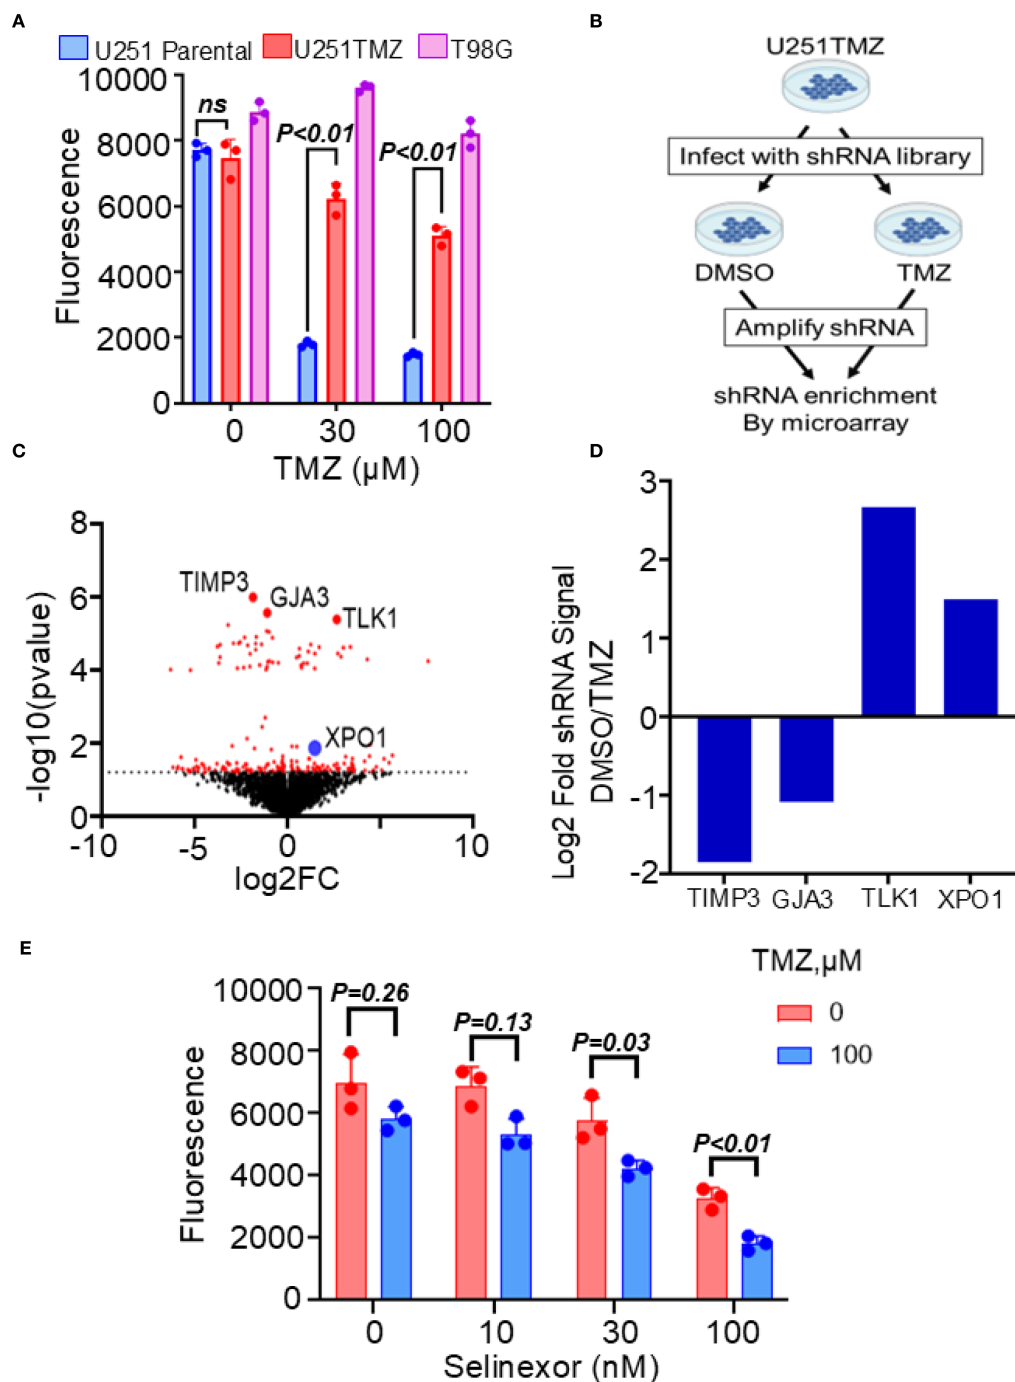 A
U251 Parental U251TMZ T98G
10000
8000
6000
4000
2000
0
Fluorescence
ns
P<0.01
P<0.01
0 30 100
TMZ (µM)
B
U251TMZ
Infect with shRNA library
DMSO TMZ
Amplify shRNA
shRNA enrichment
By microarray
C
8
6
4
2
0
-log10(pvalue)
TIMP3
GJA3
TLK1
XPO1
-10 0 10
log2FC
D
3
2
1
0
-1
-2
Log2 Fold shRNA Signal
DMSO/TMZ
TIMP3 GJA3 TLK1 XPO1
E
TMZ,µM
0
100
10000
8000
6000
4000
2000
0
Fluorescence
P=0.26
P=0.13
P=0.03
P<0.01
0 10 30 100
Selinexor (nM)